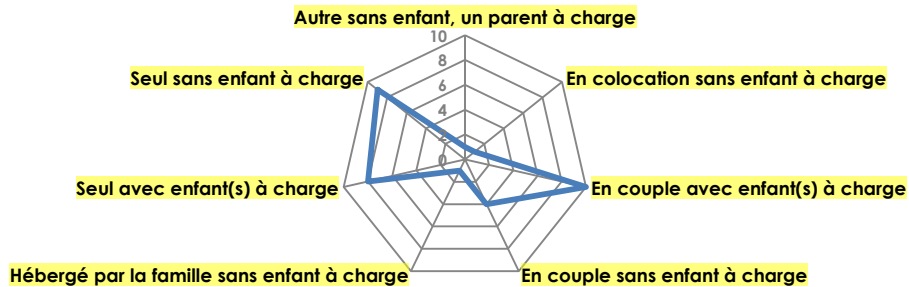 Autre sans enfant, un parent à charge
10
8
Seul sans enfant à charge
En colocation sans enfant à charge
6
4
2
0
Seul avec enfant(s) à charge
En couple avec enfant(s) à charge
Hébergé par la famille sans enfant à charge
En couple sans enfant à charge